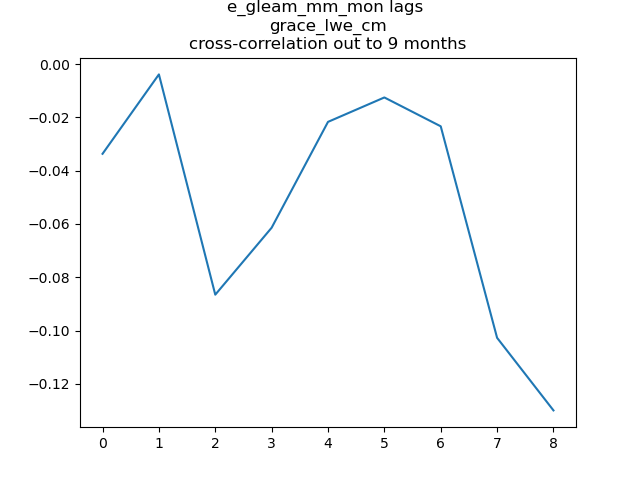 e_gleam_mm_mon lags
grace_lwe_cm
cross-correlation out to 9 months
0.00
−0.02
−0.04
−0.06
−0.08
−0.10
−0.12
0 1 2 3 4 5 6 7 8